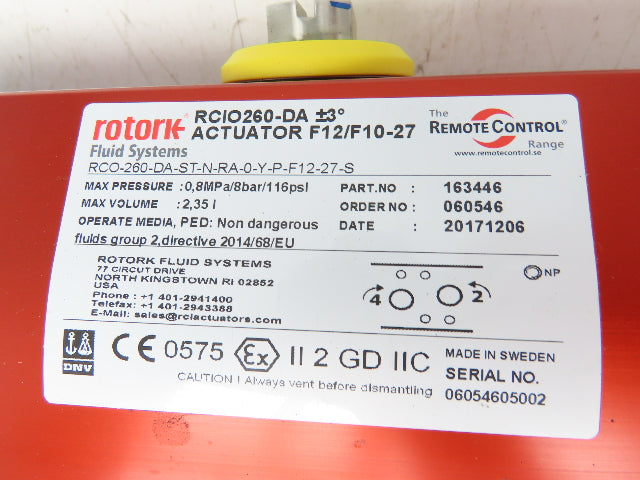 rotork
Fluid Systems
RCIO260-DA ±3°
ACTUATOR F12/F10-27
The
REMOTE CONTROL®
www.remotecontrol.se
Range
RCO-260-DA-ST-N-RA-0-Y-P-F12-27-S
MAX PRESSURE : 0,8MPa/8bar/116psl
MAX VOLUME : 2,35 l
OPERATE MEDIA, PED: Non dangerous
fluids group 2,directive 2014/68/EU
PART.NO : 163446
ORDER NO : 060546
DATE : 20171206
ROTORK FLUID SYSTEMS
77 CIRCUT DRIVE
NORTH KINGSTOWN RI 02852
USA
Phone : +1 401-2941400
Telefax: +1 401-2943388
E-Mail: sales@rclactuators.com
NP
4
2
DNV
CE 0575 Ex II 2 GD IIC
CAUTION ! Always vent before dismantling
MADE IN SWEDEN
SERIAL NO.
06054605002